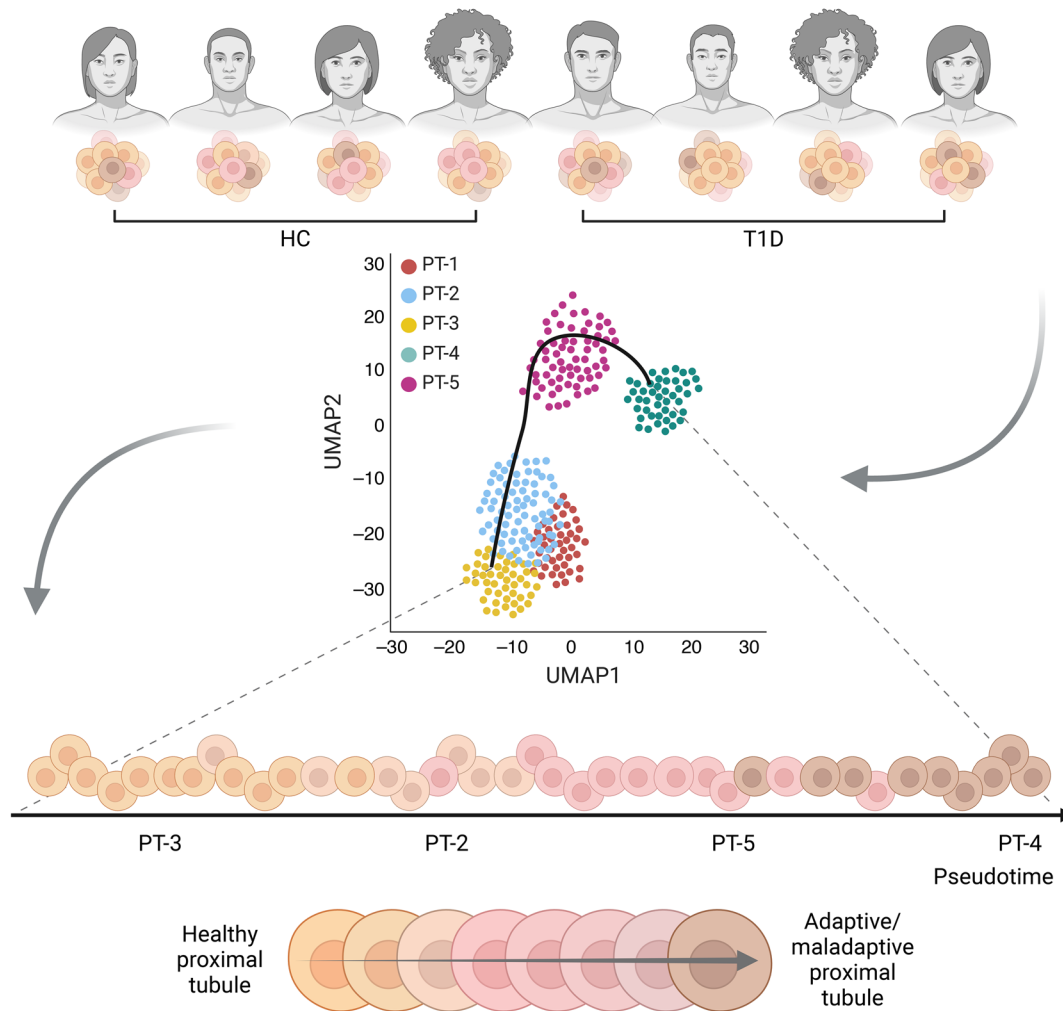 HC
T1D
PT-1
PT-2
PT-3
PT-4
PT-5
30
20
10
0
–10
–20
–30
UMAP2
–30
–20
–10
0
10
20
30
UMAP1
PT-3
PT-2
PT-5
PT-4
Pseudotime
Healthy
proximal
tubule
Adaptive/
maladaptive
proximal
tubule